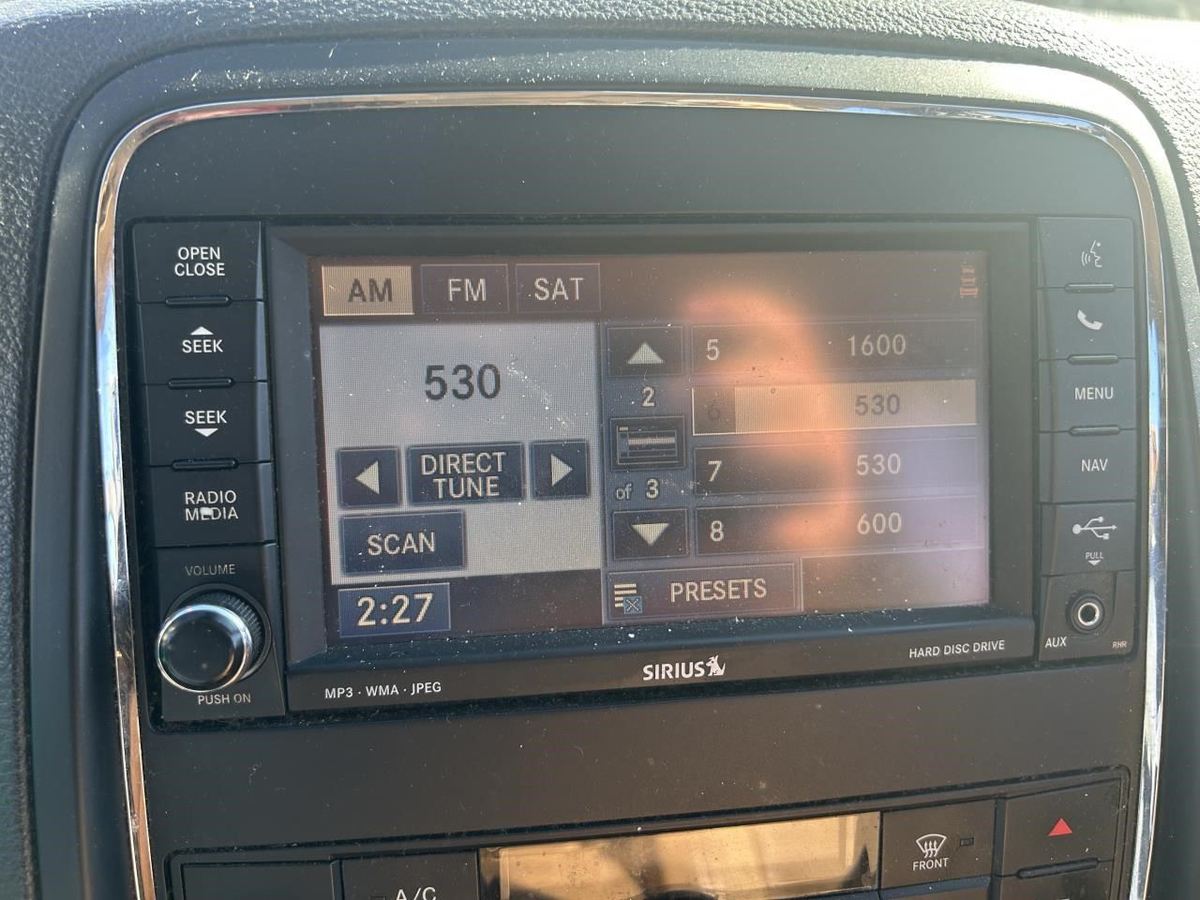 OPEN
CLOSE
SEEK
SEEK
RADIO
MEDIA
VOLUME
PUSH ON
AM FM SAT
530
DIRECT
TUNE
SCAN
2:27
2
of 3
5 1600
6 530
7 530
8 600
PRESETS
MENU
NAV
PULL
AUX
RHR
MP3 · WMA · JPEG
SIRIUS
HARD DISC DRIVE
A/C
FRONT